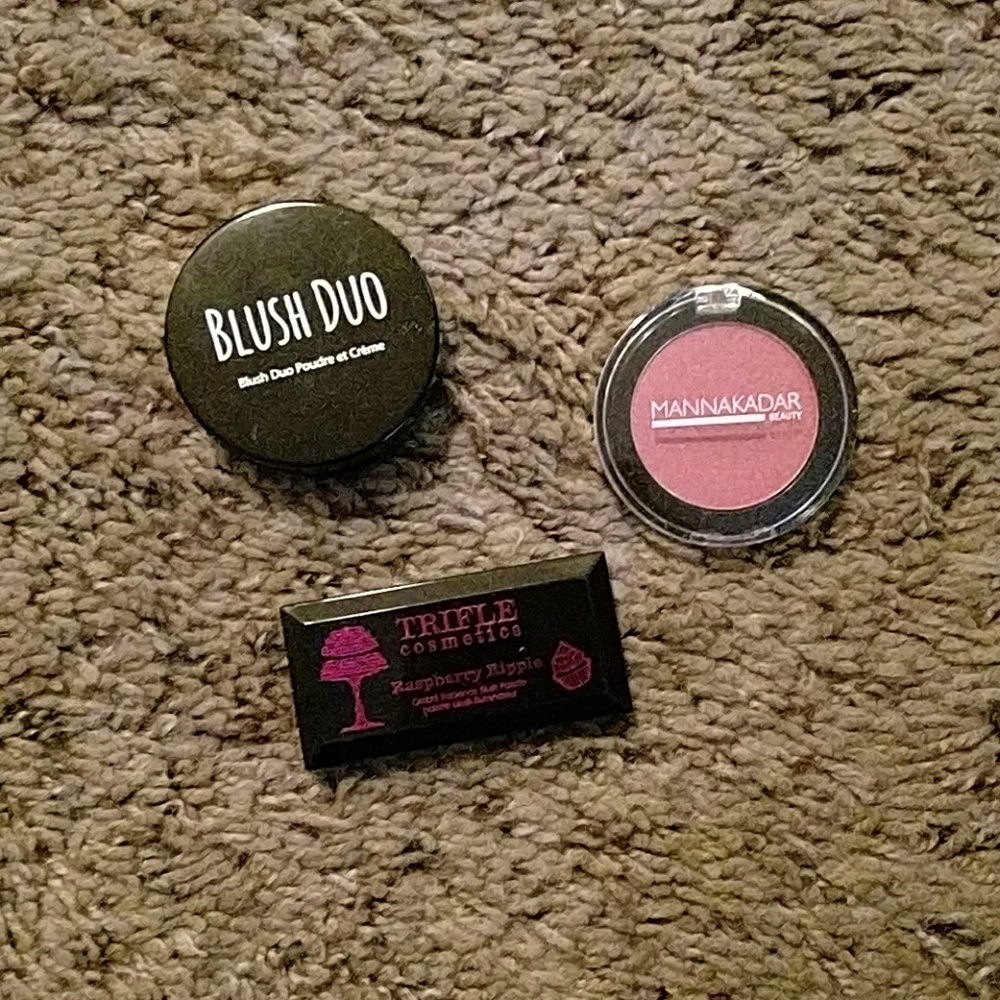 BLUSH DUO
Blush Duo Poudre et Crème
MANNAKADAR
BEAUTY
TRIFLE
cosmetics
Raspberry Ripple